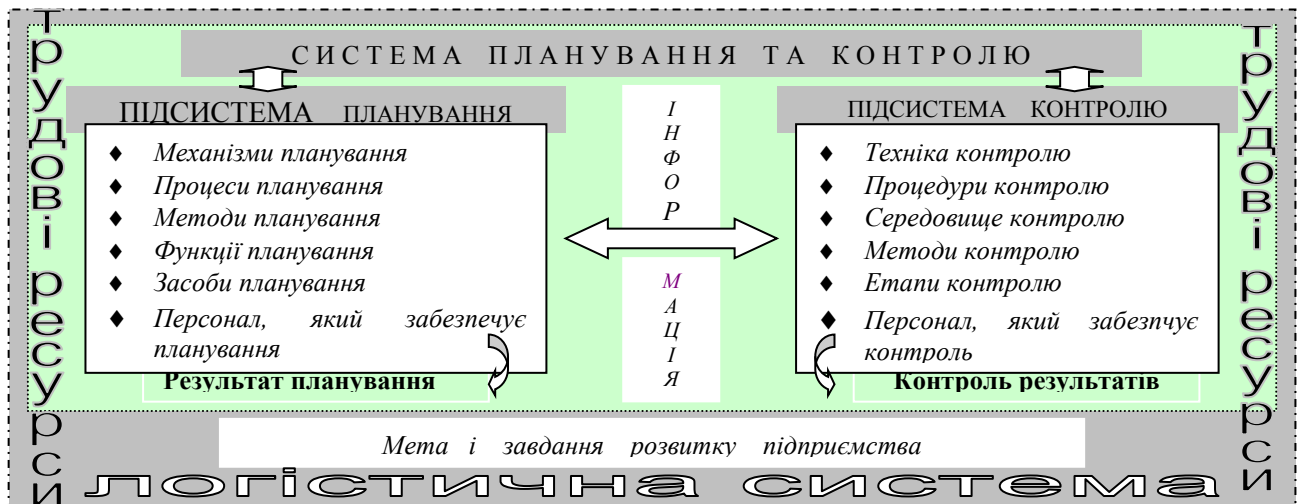 СИСТЕМА ПЛАНУВАННЯ ТА КОНТРОЛЮ
Трудові ресурси
ПІДСИСТЕМА ПЛАНУВАННЯ
♦ Механізми планування
♦ Процеси планування
♦ Методи планування
♦ Функції планування
♦ Засоби планування
♦ Персонал, який забезпечує
планування
Результат планування
ІНФОРМАЦІЯ
ПІДСИСТЕМА КОНТРОЛЮ
♦ Техніка контролю
♦ Процедури контролю
♦ Середовище контролю
♦ Методи контролю
♦ Етапи контролю
♦ Персонал, який забезпчує
контроль
Контроль результатів
Трудові ресурси
Мета і завдання розвитку підприємства
Логістична система